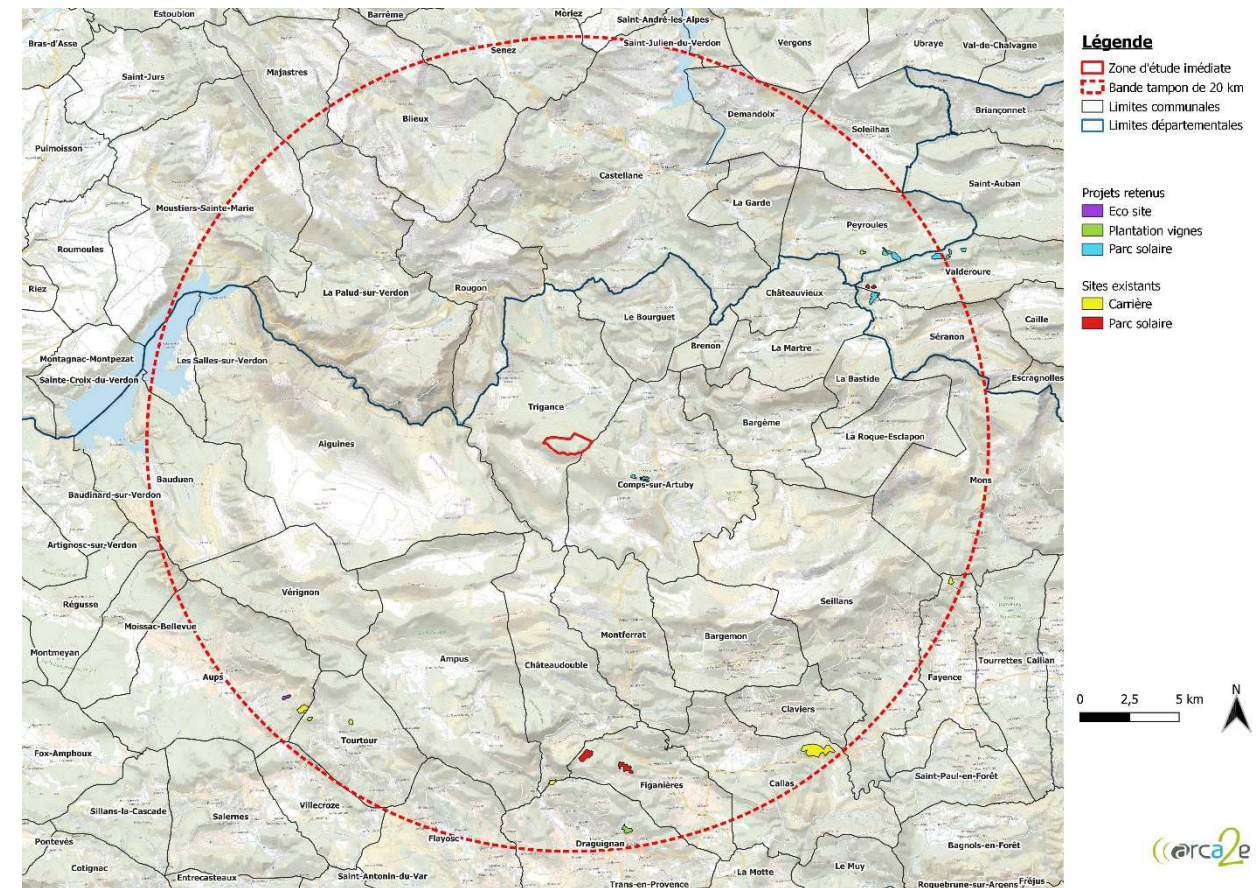 Estoublon
Barrême
Moriez
Saint-André-les-Alpes
Bras-d'Asse
Senez
Saint-Julien-du-Verdon
Vergons
Ubraye
Val-de-Chalvagne
Saint-Jurs
Majastres
Blieux
Demandolx
Briançonnet
Puimoisson
Soleilhas
Castellane
Saint-Auban
La Garde
Moustiers-Sainte-Marie
Peyroules
Roumoules
Valderoure
Riez
La Palud-sur-Verdon
Rougon
Châteauvieux
Le Bourguet
Caille
Séranon
Brenon
La Martre
Montagnac-Montpezat
Les Salles-sur-Verdon
Sainte-Croix-du-Verdon
La Bastide
Escragnolles
Trigance
Bargème
La Roque-Esclapon
Aiguines
Bauduen
Comps-sur-Artuby
Mons
Baudinard-sur-Verdon
Artignosc-sur-Verdon
Vérignon
Régusse
Seillans
Moissac-Bellevue
Montferrat
Bargemon
Montmeyan
Ampus
Châteaudouble
Tourrettes
Callian
Aups
Fayence
Claviers
Tourtour
Fox-Amphoux
Figanières
Callas
Saint-Paul-en-Forêt
Sillans-la-Cascade
Villecroze
Salernes
Flayosc
Draguignan
Pontevès
Bagnols-en-Forêt
Cotignac
Entrecasteaux
Saint-Antonin-du-Var
La Motte
Le Muy
Trans-en-Provence
Roquebrune-sur-Argens
Fréjus
Légende
Zone d'étude imédiate
Bande tampon de 20 km
Limites communales
Limites départementales
Projets retenus
Eco site
Plantation vignes
Parc solaire
Sites existants
Carrière
Parc solaire
0 2,5 5 km
N
arca2e